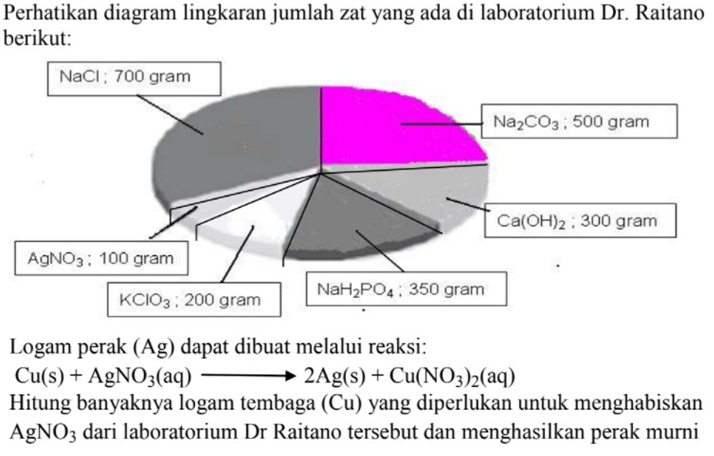 Perhatikan diagram lingkaran jumlah zat yang ada di laboratorium Dr. Raitano
berikut:
NaCl ; 700 gram
Na₂CO₃ ; 500 gram
Ca(OH)₂ ; 300 gram
AgNO₃ ; 100 gram
KClO₃ ; 200 gram
NaH₂PO₄ ; 350 gram
Logam perak (Ag) dapat dibuat melalui reaksi:
Cu(s) + AgNO₃(aq) ⟶ 2Ag(s) + Cu(NO₃)₂(aq)
Hitung banyaknya logam tembaga (Cu) yang diperlukan untuk menghabiskan
AgNO₃ dari laboratorium Dr Raitano tersebut dan menghasilkan perak murni